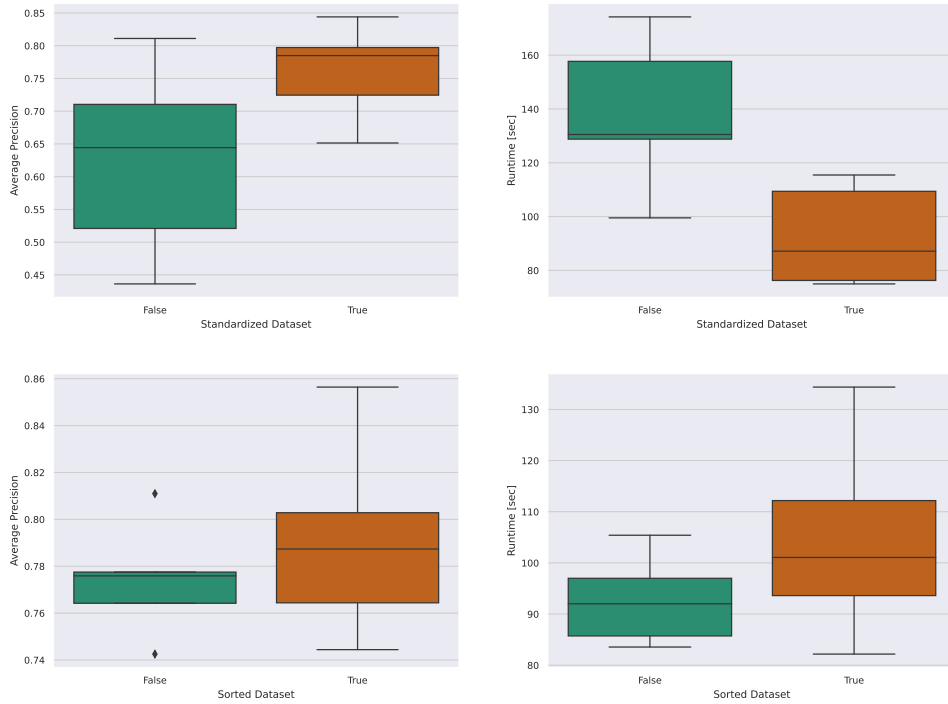 0.85
0.80
0.75
0.70
0.65
0.60
0.55
0.50
0.45
Average Precision
False
True
Standardized Dataset
160
140
120
100
80
Runtime [sec]
False
True
Standardized Dataset
0.86
0.84
0.82
0.80
0.78
0.76
0.74
Average Precision
False
True
Sorted Dataset
130
120
110
100
90
80
Runtime [sec]
False
True
Sorted Dataset